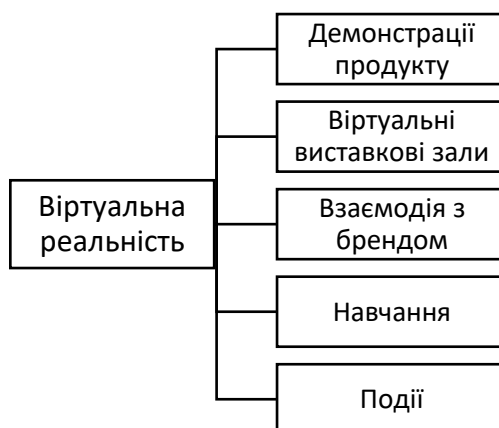 Демонстрації
продукту
Віртуальні
виставкові зали
Віртуальна
реальність
Взаємодія з
брендом
Навчання
Події